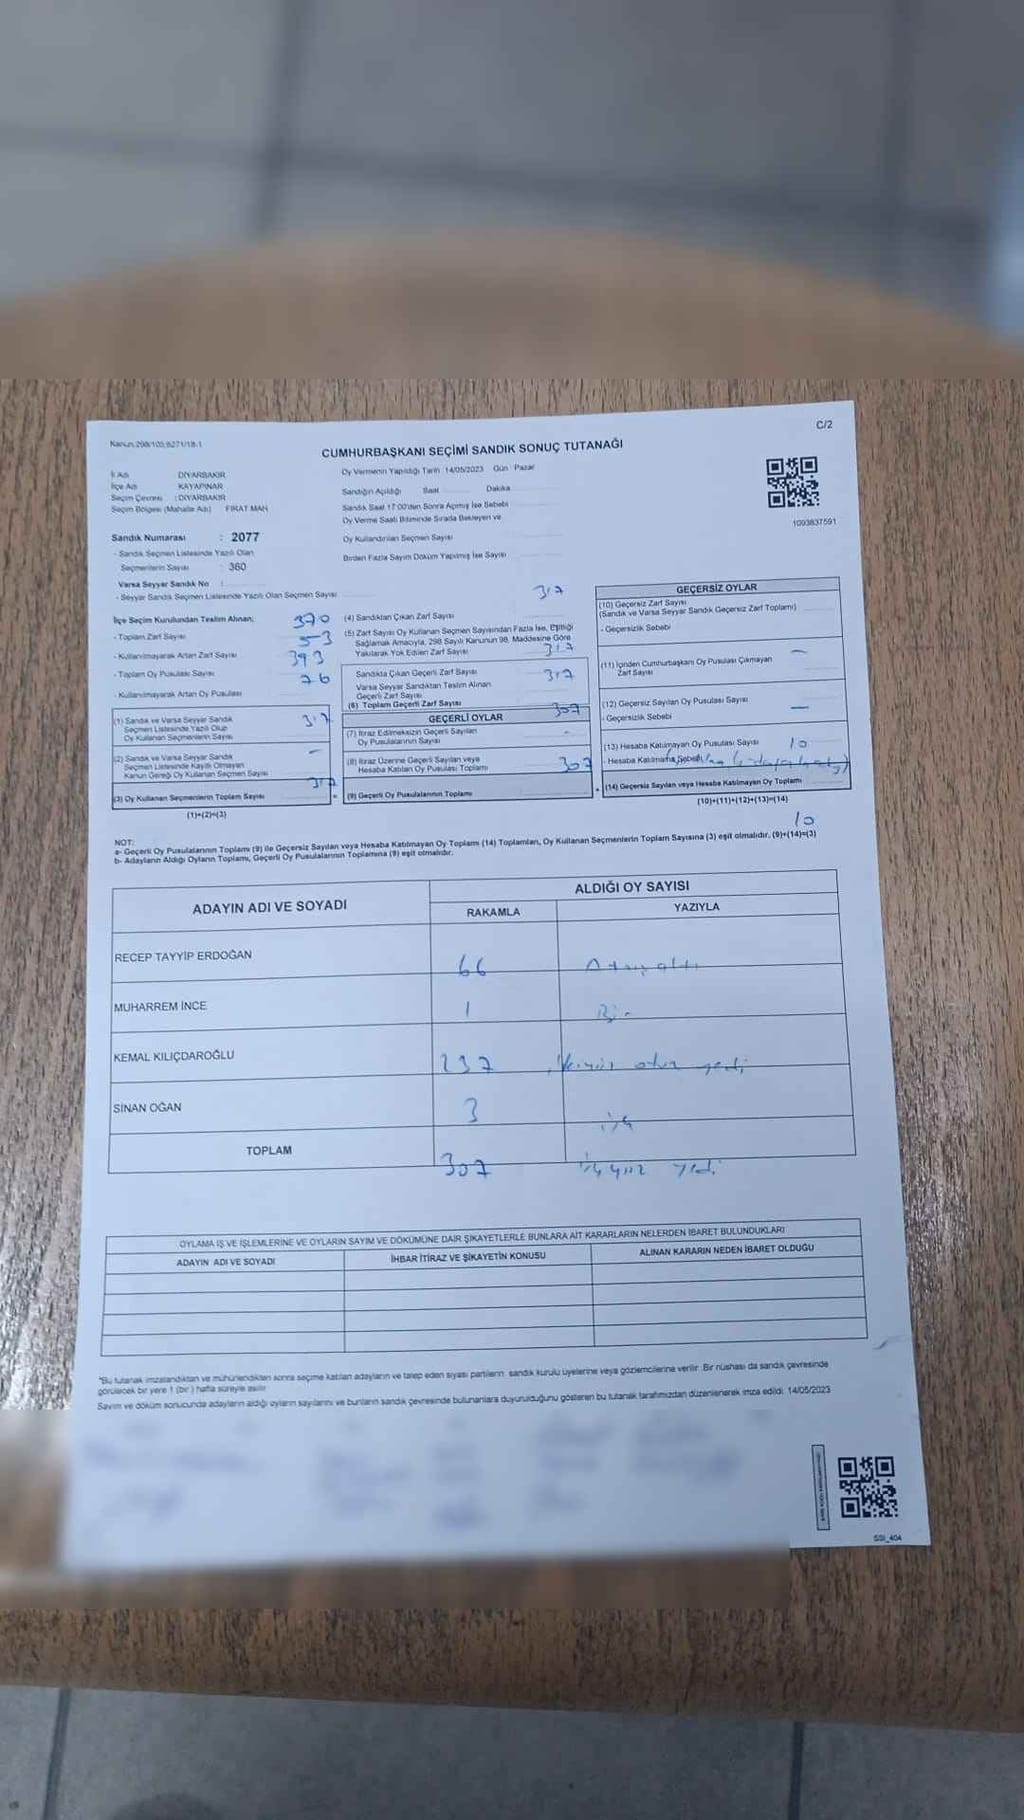 Kanun 298/105;6271/18-1
C/2
CUMHURBAŞKANI SEÇİMİ SANDIK SONUÇ TUTANAĞI
İl Adı DİYARBAKIR
İlçe Adı KAYAPINAR
Seçim Çevresi : DİYARBAKIR
Seçim Bölgesi (Mahalle Adı) FIRAT MAH
Oy Vermenin Yapıldığı Tarih 14/05/2023 Gün Pazar
Sandığın Açıldığı Saat Dakika
Sandık Saat 17:00'den Sonra Açılmış İse Sebebi
Oy Verme Saati Bitiminde Sırada Bekleyen ve
Oy Kullandırılan Seçmen Sayısı
Birden Fazla Sayım Döküm Yapılmış İse Sayısı
1093837591
Sandık Numarası : 2077
- Sandık Seçmen Listesinde Yazılı Olan
Seçmenlerin Sayısı : 360
Varsa Seyyar Sandık No :
- Seyyar Sandık Seçmen Listesinde Yazılı Olan Seçmen Sayısı
İlçe Seçim Kurulundan Teslim Alınan; 370
- Toplam Zarf Sayısı 53
- Kullanılmayarak Artan Zarf Sayısı 393
- Toplam Oy Pusulası Sayısı 76
- Kullanılmayarak Artan Oy Pusulası
(1) Sandık ve Varsa Seyyar Sandık 317
Seçmen Listesinde Yazılı Olup
Oy Kullanan Seçmenlerin Sayısı
(2) Sandık ve Varsa Seyyar Sandık –
Seçmen Listesinde Kayıtlı Olmayan
Kanun Gereği Oy Kullanan Seçmen Sayısı
317
(3) Oy Kullanan Seçmenlerin Toplam Sayısı
(1)+(2)=(3)
317
(4) Sandıktan Çıkan Zarf Sayısı
(5) Zarf Sayısı Oy Kullanan Seçmen Sayısından Fazla İse, Eşitliği
Sağlamak Amacıyla, 298 Sayılı Kanunun 98. Maddesine Göre
Yakılarak Yok Edilen Zarf Sayısı 317
Sandıkta Çıkan Geçerli Zarf Sayısı 317
Varsa Seyyar Sandıktan Teslim Alınan
Geçerli Zarf Sayısı
(6) Toplam Geçerli Zarf Sayısı 307
GEÇERLİ OYLAR
(7) İtiraz Edilmeksizin Geçerli Sayılan –
Oy Pusulalarının Sayısı
(8) İtiraz Üzerine Geçerli Sayılan veya 307
Hesaba Katılan Oy Pusulası Toplamı
(9) Geçerli Oy Pusulalarının Toplamı
GEÇERSİZ OYLAR
(10) Geçersiz Zarf Sayısı
(Sandık ve Varsa Seyyar Sandık Geçersiz Zarf Toplamı)
- Geçersizlik Sebebi
(11) İçinden Cumhurbaşkanı Oy Pusulası Çıkmayan –
Zarf Sayısı
(12) Geçersiz Sayılan Oy Pusulası Sayısı –
- Geçersizlik Sebebi
(13) Hesaba Katılmayan Oy Pusulası Sayısı 10
- Hesaba Katılmama Sebebi
(14) Geçersiz Sayılan veya Hesaba Katılmayan Oy Toplamı
(10)+(11)+(12)+(13)=(14)
10
NOT:
a- Geçerli Oy Pusulalarının Toplamı (9) ile Geçersiz Sayılan veya Hesaba Katılmayan Oy Toplamı (14) Toplamları, Oy Kullanan Seçmenlerin Toplam Sayısına (3) eşit olmalıdır. (9)+(14)=(3)
b- Adayların Aldığı Oyların Toplamı, Geçerli Oy Pusulalarının Toplamına (9) eşit olmalıdır.
ADAYIN ADI VE SOYADI
ALDIĞI OY SAYISI
RAKAMLA YAZIYLA
RECEP TAYYİP ERDOĞAN 66 Atmışaltı
MUHARREM İNCE 1 Bir
KEMAL KILIÇDAROĞLU 237 İkiyüz otuz yedi
SİNAN OĞAN 3 üç
TOPLAM 307 üçyüz yedi
OYLAMA İŞ VE İŞLEMLERİNE VE OYLARIN SAYIM VE DÖKÜMÜNE DAİR ŞİKAYETLERLE BUNLARA AİT KARARLARIN NELERDEN İBARET BULUNDUKLARI
ADAYIN ADI VE SOYADI İHBAR İTİRAZ VE ŞİKAYETİN KONUSU ALINAN KARARIN NEDEN İBARET OLDUĞU
"Bu tutanak imzalandıktan ve mühürlendikten sonra seçime katılan adayların ve talep eden siyasi partilerin sandık kurulu üyelerine veya gözlemcilerine verilir. Bir nüshası da sandık çevresinde
görülecek bir yere 1 (bir) hafta süreyle asılır
Sayım ve döküm sonucunda adayların aldığı oyların sayılarını ve bunların sandık çevresinde bulunanlara duyurulduğunu gösteren bu tutanak tarafımızdan düzenlenerek imza edildi. 14/05/2023
SSI_404